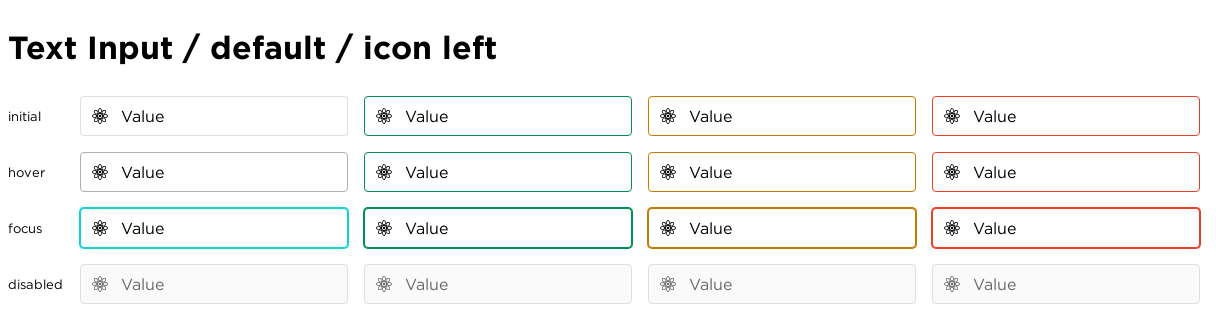 Text Input / default / icon left
initial Value Value Value Value
hover Value Value Value Value
focus Value Value Value Value
disabled Value Value Value Value